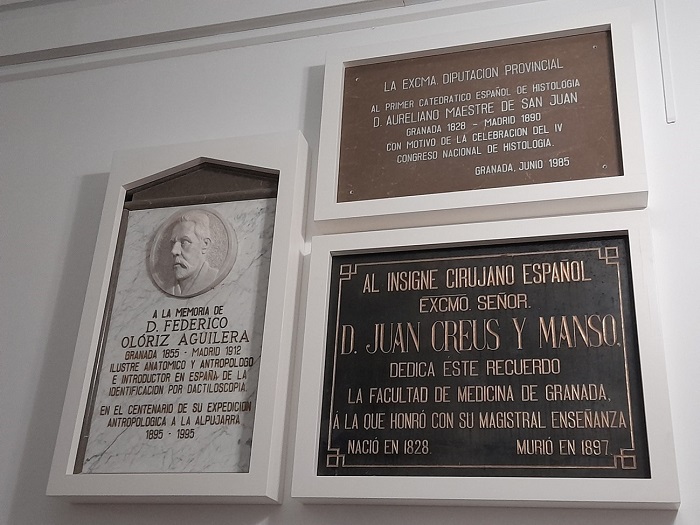 A LA MEMORIA DE
D. FEDERICO
OLÓRIZ AGUILERA
GRANADA 1855 - MADRID 1912
ILUSTRE ANATOMICO Y ANTROPÓLOGO
E INTRODUCTOR EN ESPAÑA DE LA
IDENTIFICACION POR DACTILOSCOPIA.
EN EL CENTENARIO DE SU EXPEDICIÓN
ANTROPOLOGICA A LA ALPUJARRA
1895 - 1995
LA EXCMA. DIPUTACION PROVINCIAL
AL PRIMER CATEDRATICO ESPAÑOL DE HISTOLOGIA
D. AURELIANO MAESTRE DE SAN JUAN
GRANADA 1828 - MADRID 1890
CON MOTIVO DE LA CELEBRACION DEL IV
CONGRESO NACIONAL DE HISTOLOGIA.
GRANADA, JUNIO 1985
AL INSIGNE CIRUJANO ESPAÑOL
EXCMO. SEÑOR.
D. JUAN CREUS Y MANSO,
DEDICA ÉSTE RECUERDO
LA FACULTAD DE MEDICINA DE GRANADA,
Á LA QUE HONRÓ CON SU MAGISTRAL ENSEÑANZA
NACIÓ EN 1828. MURIÓ EN 1897.